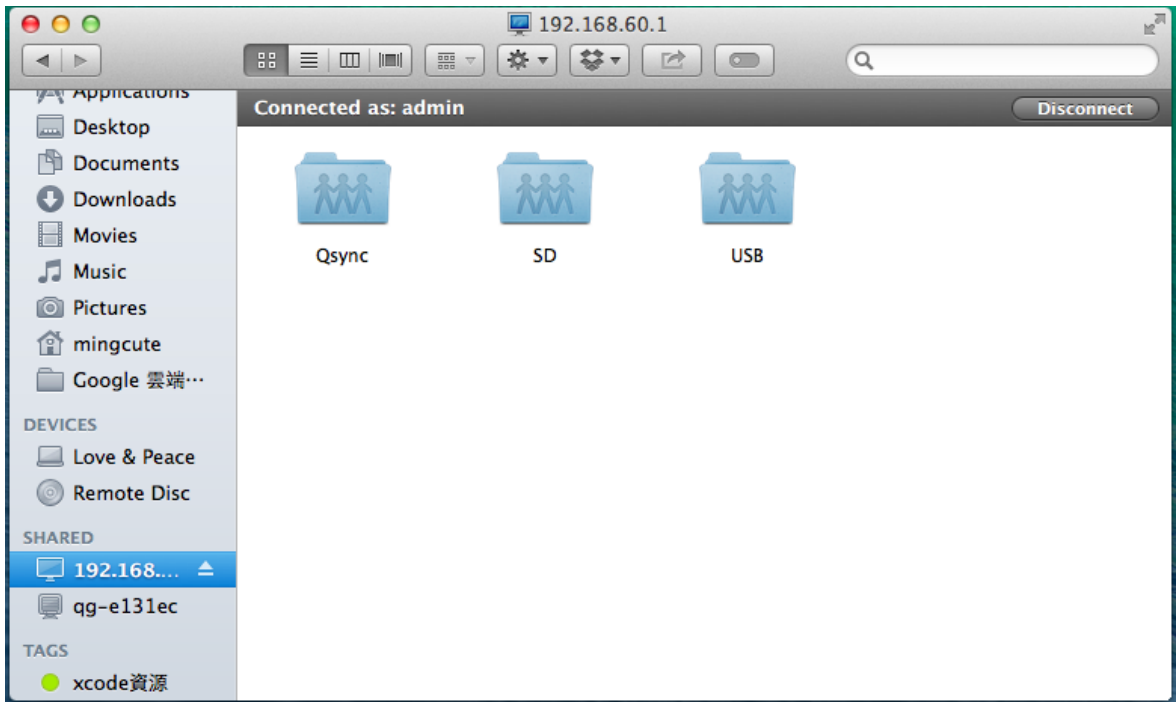 192.168.60.1
Applications
Desktop
Documents
Downloads
Movies
Music
Pictures
mingcute
Google 雲端…
DEVICES
Love & Peace
Remote Disc
SHARED
192.168....
qg-e131ec
TAGS
xcode資源
Connected as: admin
Disconnect
Qsync
SD
USB